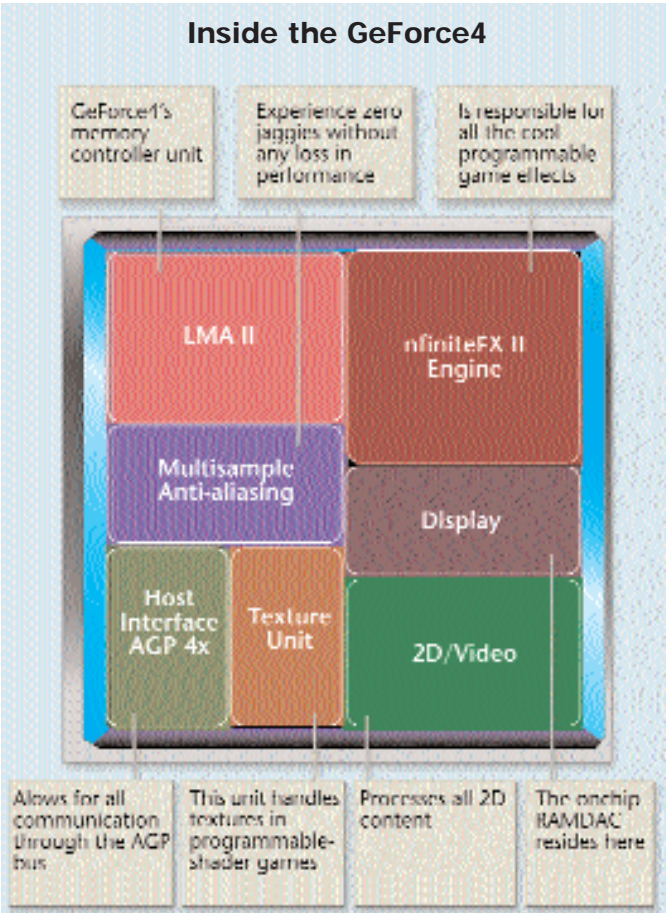 Inside the GeForce4
GeForce4's
memory
controller unit
Experience zero
jaggies without
any loss in
performance
Is responsible for
all the cool
programmable
game effects
LMA II
nfiniteFX II
Engine
Multisample
Anti-aliasing
Display
Host
Interface
AGP 4x
Texture
Unit
2D/Video
Alows for all
communication
through the AGP
bus
This unit handles
textures in
programmable-
shader games
Processes all 2D
content
The onchip
RAMDAC
resides here